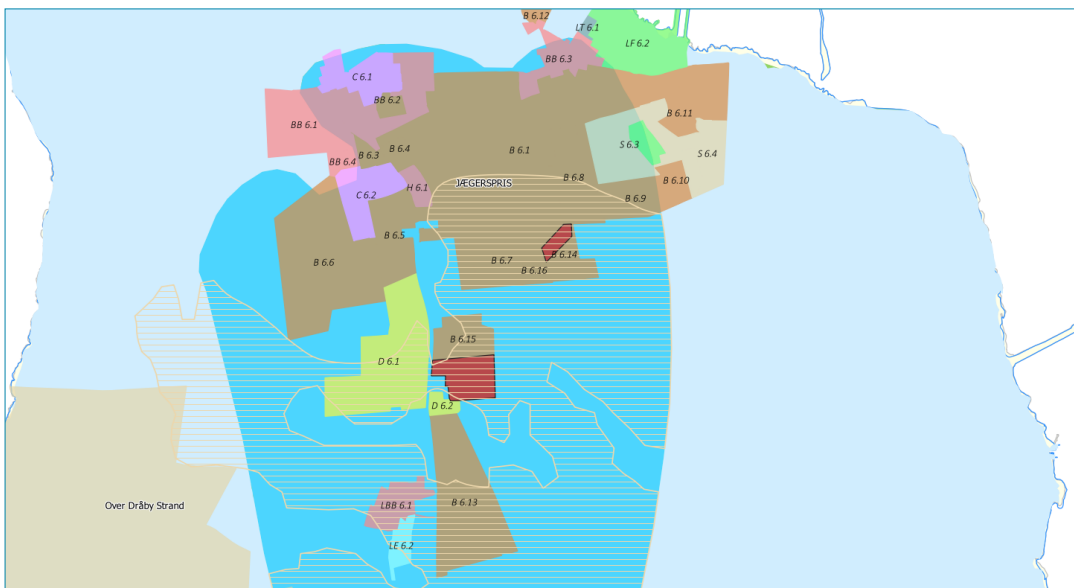 B 6.12
LT 6.1
LF 6.2
BB 6.3
C 6.1
BB 6.2
B 6.11
BB 6.1
S 6.3
B 6.4
B 6.1
B 6.3
S 6.4
BB 6.4
B 6.8
B 6.10
JÆGERSPRIS
H 6.1
C 6.2
B 6.9
B 6.5
B 6.14
B 6.6
B 6.7
B 6.16
B 6.15
D 6.1
D 6.2
B 6.13
Over Dråby Strand
LBB 6.1
LE 6.2